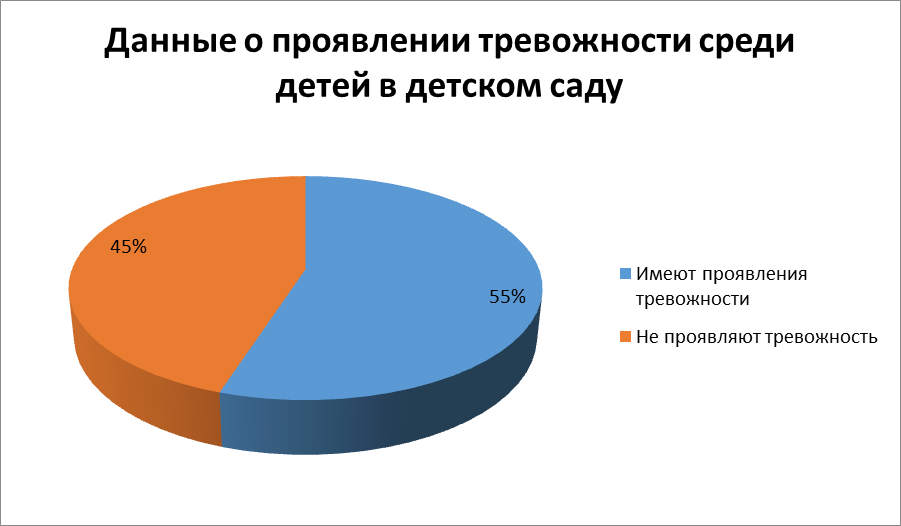 Данные о проявлении тревожности среди
детей в детском саду
45%
55%
Имеют проявления
тревожности
Не проявляют тревожность